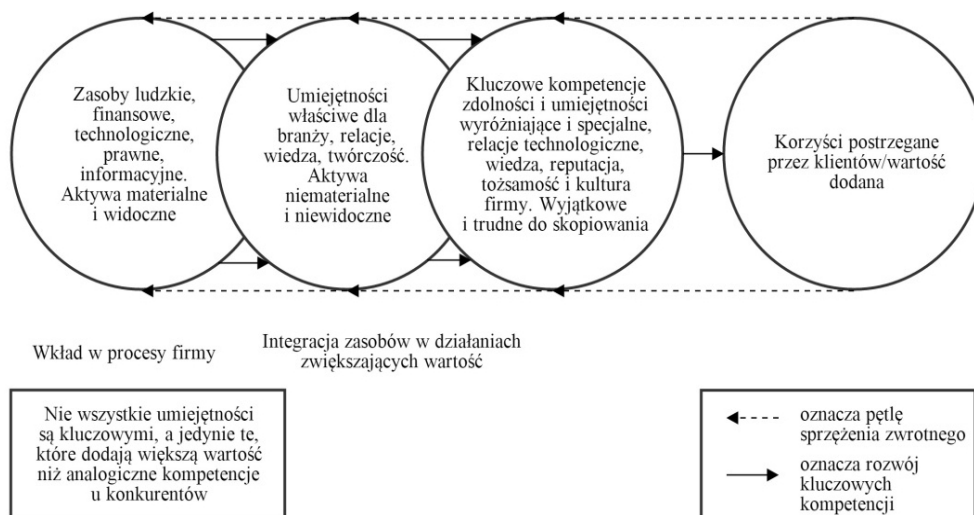 Zasoby ludzkie,
finansowe,
technologiczne,
prawne,
informacyjne.
Aktywa materialne
i widoczne
Umiejętności
właściwe dla
branży, relacje,
wiedza, twórczość.
Aktywa
niematerialne
i niewidoczne
Kluczowe kompetencje
zdolności i umiejętności
wyróżniające i specjalne,
relacje technologiczne,
wiedza, reputacja,
tożsamość i kultura
firmy. Wyjątkowe
i trudne do skopiowania
Korzyści postrzegane
przez klientów/wartość
dodana
Wkład w procesy firmy
Integracja zasobów w działaniach
zwiększających wartość
Nie wszystkie umiejętności
są kluczowymi, a jedynie te,
które dodają większą wartość
niż analogiczne kompetencje
u konkurentów
oznacza pętlę
sprzężenia zwrotnego
oznacza rozwój
kluczowych
kompetencji